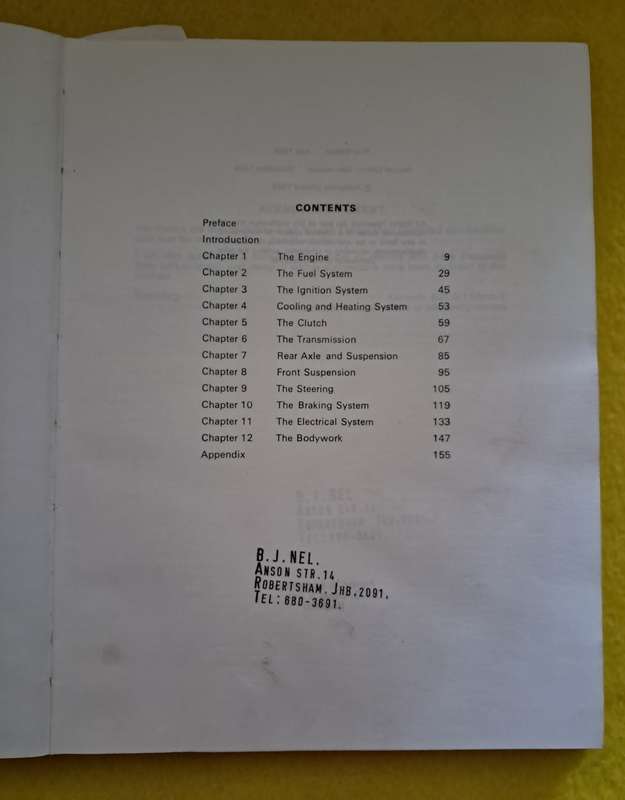 CONTENTS
Preface
Introduction
Chapter 1 The Engine 9
Chapter 2 The Fuel System 29
Chapter 3 The Ignition System 45
Chapter 4 Cooling and Heating System 53
Chapter 5 The Clutch 59
Chapter 6 The Transmission 67
Chapter 7 Rear Axle and Suspension 85
Chapter 8 Front Suspension 95
Chapter 9 The Steering 105
Chapter 10 The Braking System 119
Chapter 11 The Electrical System 133
Chapter 12 The Bodywork 147
Appendix 155
B.J. NEL.
ANSON STR.14
ROBERTSHAM. JHB,2091.
TEL: 680-3691.